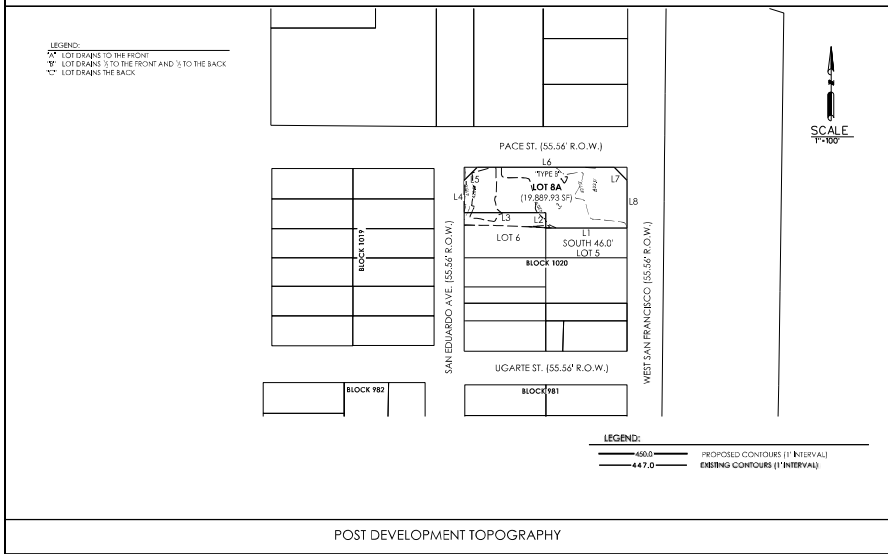 LEGEND:
"A" LOT DRAINS TO THE FRONT
"B" LOT DRAINS ½ TO THE FRONT AND ½ TO THE BACK
"C" LOT DRAINS THE BACK
N
SCALE
1"=100'
PACE ST. (55.56' R.O.W.)
L6
L5
"TYPE B"
L7
LOT 8A
L4
(19,889.93 SF)
L8
L3
L2
L1
LOT 6
SOUTH 46.0'
LOT 5
BLOCK 1019
BLOCK 1020
SAN EDUARDO AVE. (55.56' R.O.W.)
WEST SAN FRANCISCO (55.56' R.O.W.)
UGARTE ST. (55.56' R.O.W.)
BLOCK 982
BLOCK 981
LEGEND:
450.0 PROPOSED CONTOURS (1' INTERVAL)
447.0 EXISTING CONTOURS (1' INTERVAL)
POST DEVELOPMENT TOPOGRAPHY